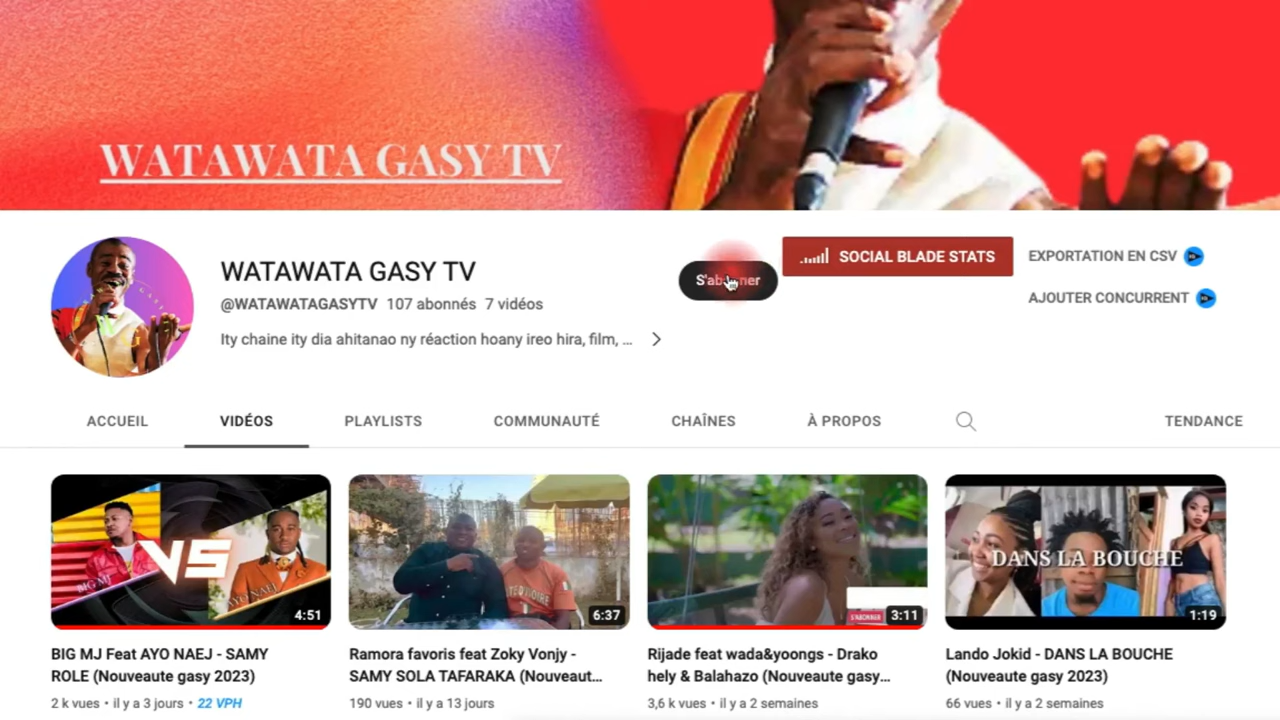 WATAWATA GASY TV
WATAWATA GASY TV
S'abonner
SOCIAL BLADE STATS
EXPORTATION EN CSV
@WATAWATAGASYTV 107 abonnés 7 vidéos
AJOUTER CONCURRENT
Ity chaine ity dia ahitanao ny réaction hoany ireo hira, film, ...
ACCUEIL VIDÉOS PLAYLISTS COMMUNAUTÉ CHAÎNES À PROPOS TENDANCE
VS
BIG MJ
AYO NAEJ
4:51
6:37
S'ABONNER
3:11
DANS LA BOUCHE
1:19
BIG MJ Feat AYO NAEJ - SAMY
ROLE (Nouveaute gasy 2023)
2 k vues • il y a 3 jours • 22 VPH
Ramora favoris feat Zoky Vonjy -
SAMY SOLA TAFARAKA (Nouveaut...
190 vues • il y a 13 jours
Rijade feat wada&yoongs - Drako
hely & Balahazo (Nouveaute gasy...
3,6 k vues • il y a 2 semaines
Lando Jokid - DANS LA BOUCHE
(Nouveaute gasy 2023)
66 vues • il y a 2 semaines